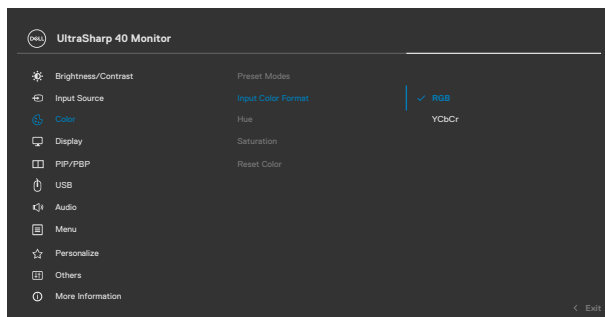 DELL UltraSharp 40 Monitor
Brightness/Contrast Preset Modes
Input Source Input Color Format ✓ RGB
Color Hue YCbCr
Display Saturation
PIP/PBP Reset Color
USB
Audio
Menu
Personalize
Others
More Information
< Exit